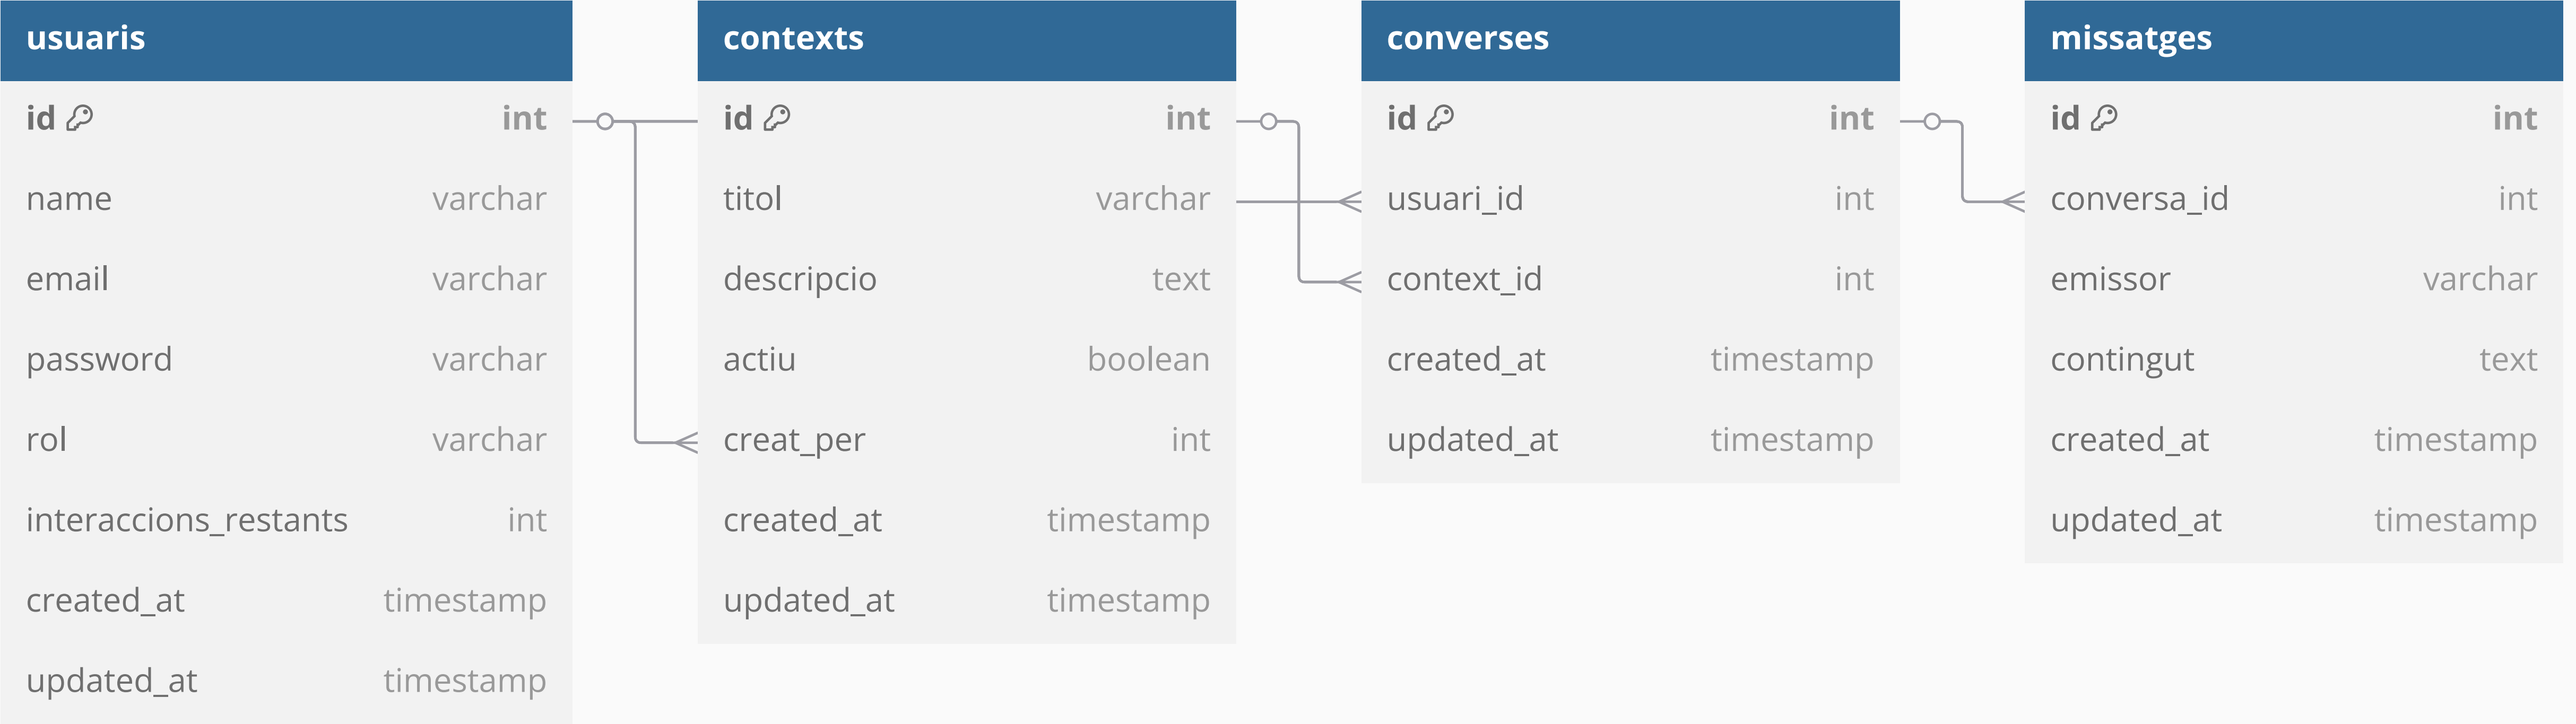 usuaris
id int
name varchar
email varchar
password varchar
rol varchar
interaccions_restants int
created_at timestamp
updated_at timestamp
contexts
id int
titol varchar
descripcio text
actiu boolean
creat_per int
created_at timestamp
updated_at timestamp
converses
id int
usuari_id int
context_id int
created_at timestamp
updated_at timestamp
missatges
id int
conversa_id int
emissor varchar
contingut text
created_at timestamp
updated_at timestamp